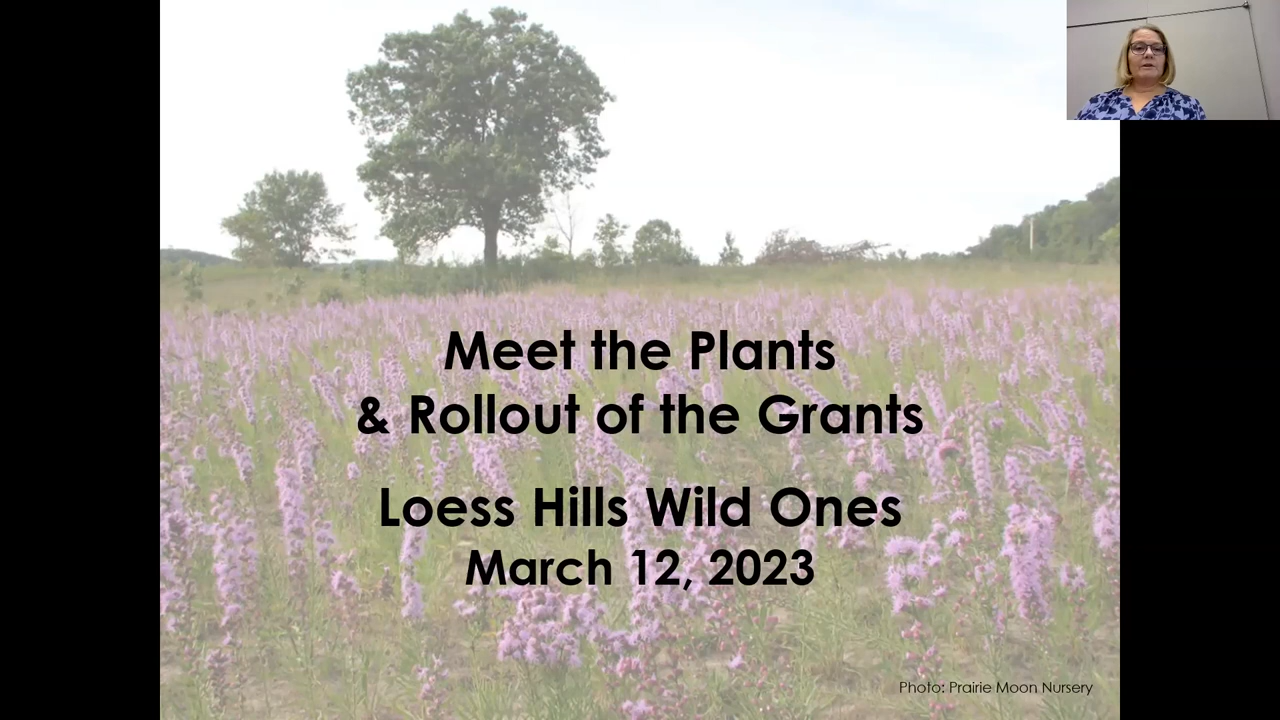 Meet the Plants
& Rollout of the Grants
Loess Hills Wild Ones
March 12, 2023
Photo: Prairie Moon Nursery